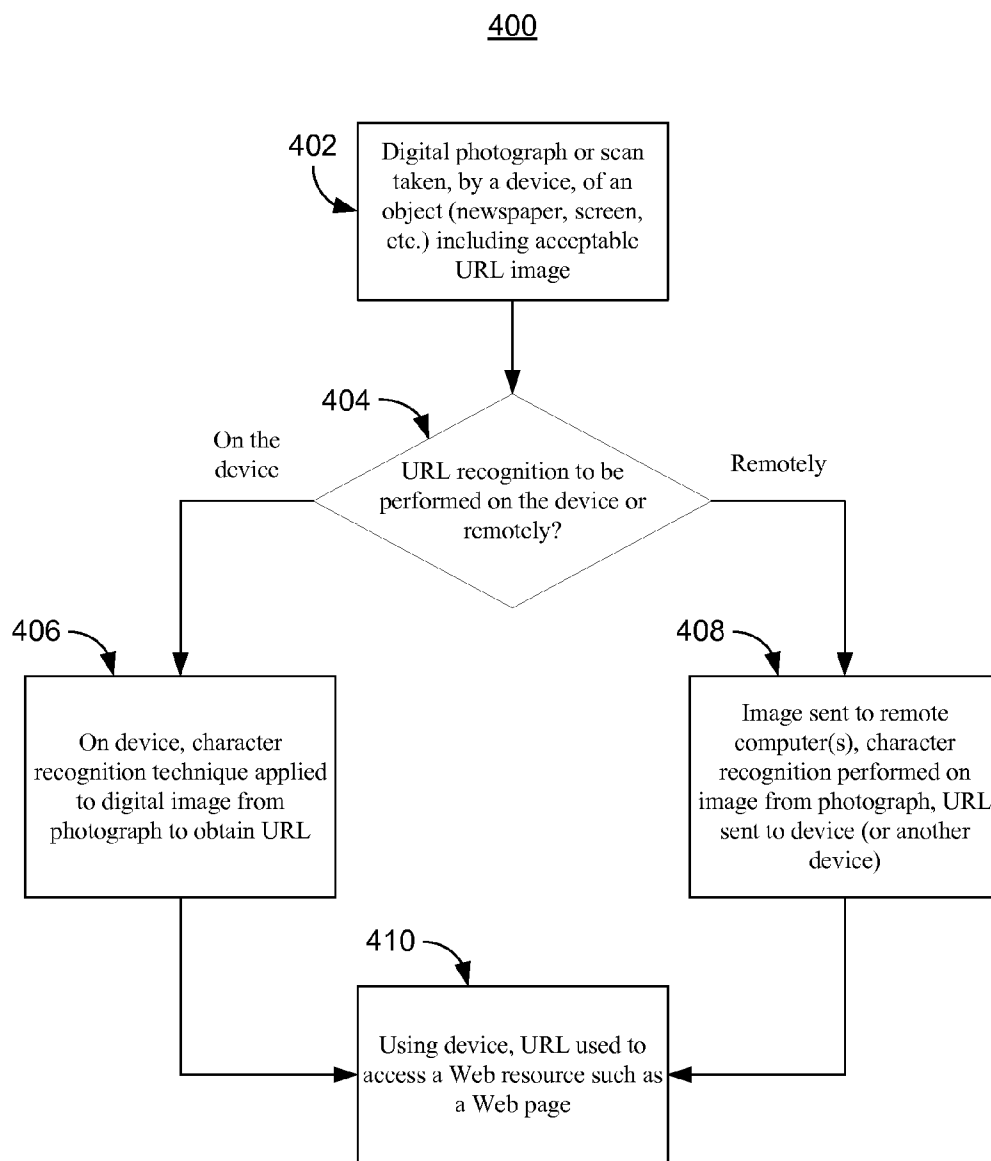 400
402
Digital photograph or scan
taken, by a device, of an
object (newspaper, screen,
etc.) including acceptable
URL image
404
On the
device
URL recognition to be
performed on the device or
remotely?
Remotely
406
408
On device, character
recognition technique applied
to digital image from
photograph to obtain URL
Image sent to remote
computer(s), character
recognition performed on
image from photograph, URL
sent to device (or another
device)
410
Using device, URL used to
access a Web resource such as
a Web page